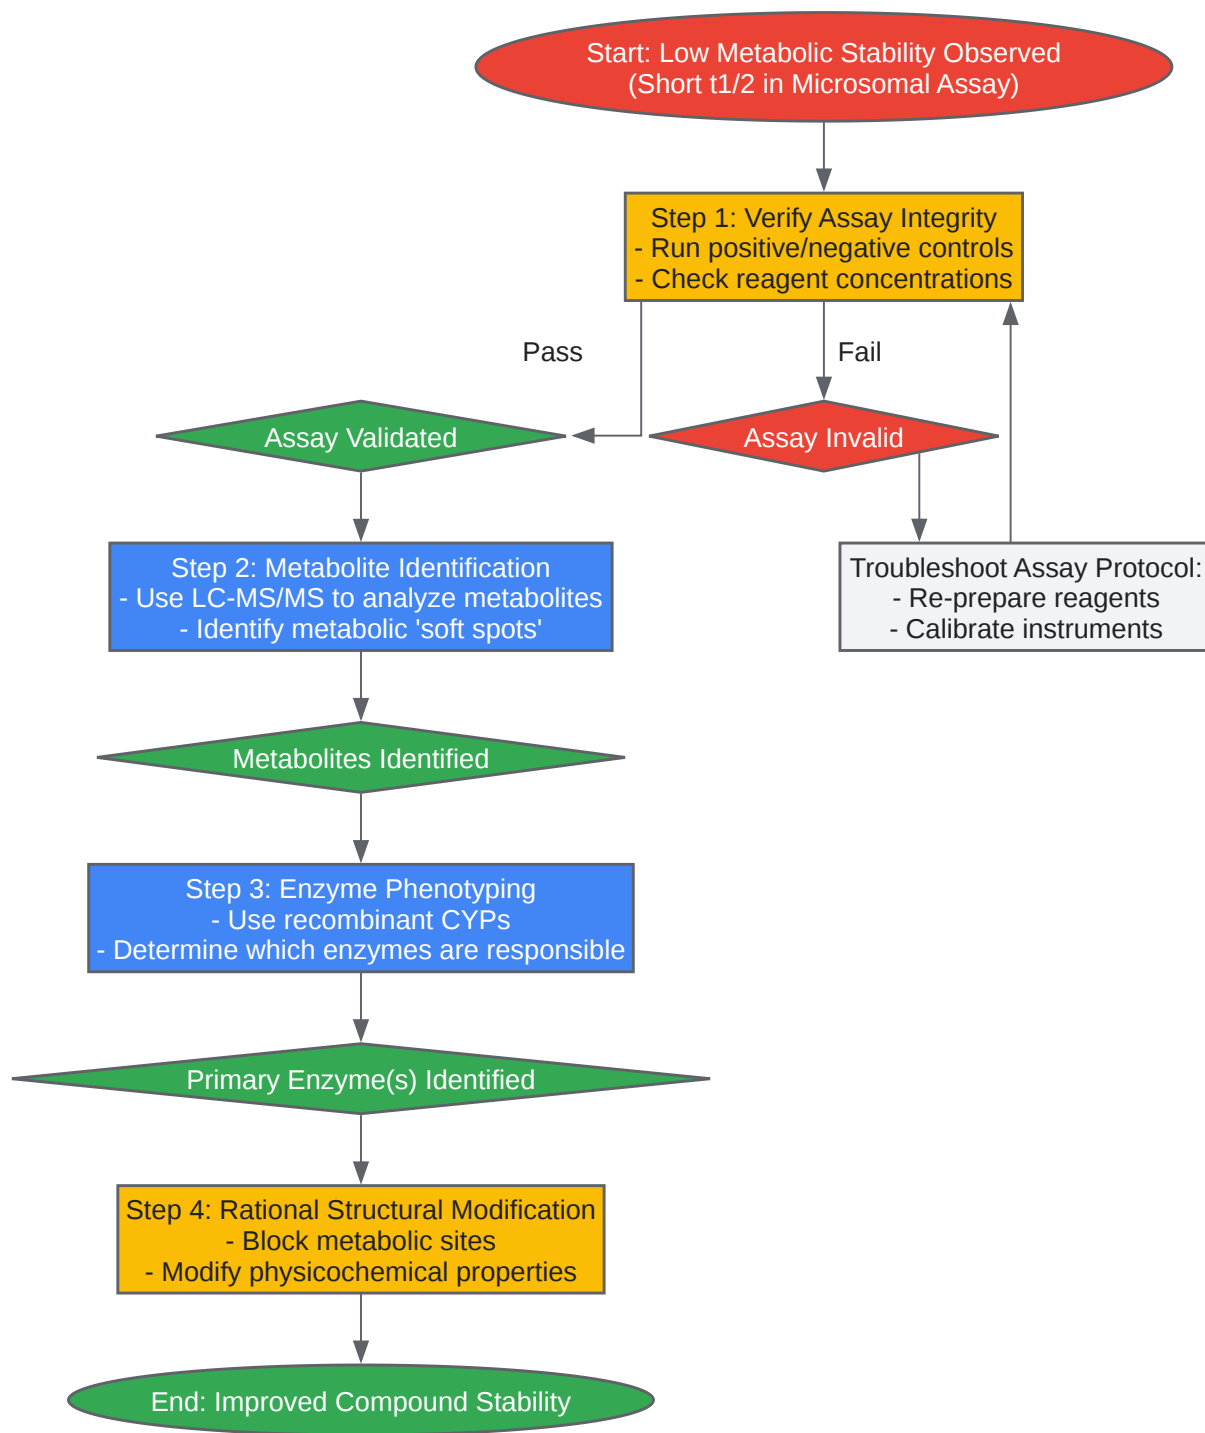 Start: Low Metabolic Stability Observed
(Short t1/2 in Microsomal Assay)
Step 1: Verify Assay Integrity
- Run positive/negative controls
- Check reagent concentrations
Pass
Fail
Assay Validated
Assay Invalid
Step 2: Metabolite Identification
- Use LC-MS/MS to analyze metabolites
- Identify metabolic 'soft spots'
Troubleshoot Assay Protocol:
- Re-prepare reagents
- Calibrate instruments
Metabolites Identified
Step 3: Enzyme Phenotyping
- Use recombinant CYPs
- Determine which enzymes are responsible
Primary Enzyme(s) Identified
Step 4: Rational Structural Modification
- Block metabolic sites
- Modify physicochemical properties
End: Improved Compound Stability